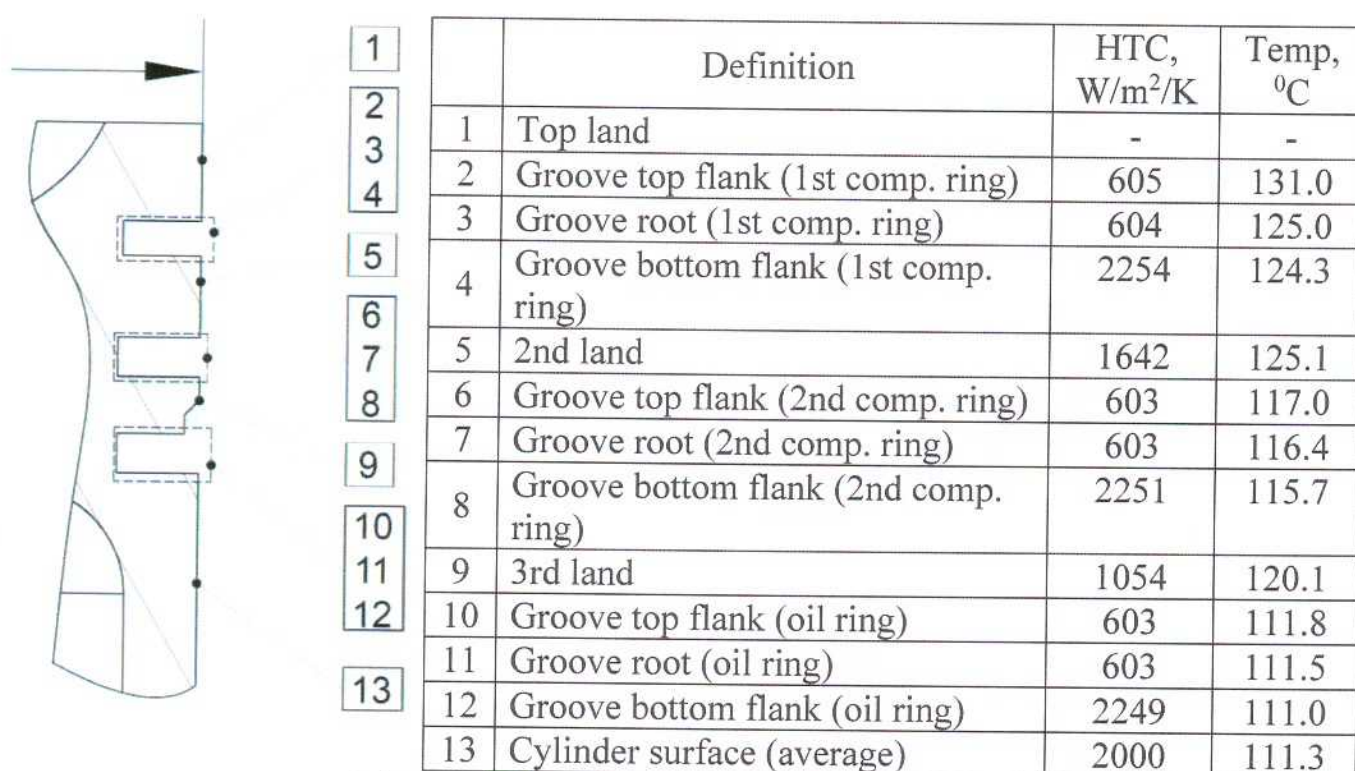 1
2
3
4
5
6
7
8
9
10
11
12
13
Definition HTC, W/m²/K Temp, ⁰C
1 Top land - -
2 Groove top flank (1st comp. ring) 605 131.0
3 Groove root (1st comp. ring) 604 125.0
4 Groove bottom flank (1st comp. ring) 2254 124.3
5 2nd land 1642 125.1
6 Groove top flank (2nd comp. ring) 603 117.0
7 Groove root (2nd comp. ring) 603 116.4
8 Groove bottom flank (2nd comp. ring) 2251 115.7
9 3rd land 1054 120.1
10 Groove top flank (oil ring) 603 111.8
11 Groove root (oil ring) 603 111.5
12 Groove bottom flank (oil ring) 2249 111.0
13 Cylinder surface (average) 2000 111.3